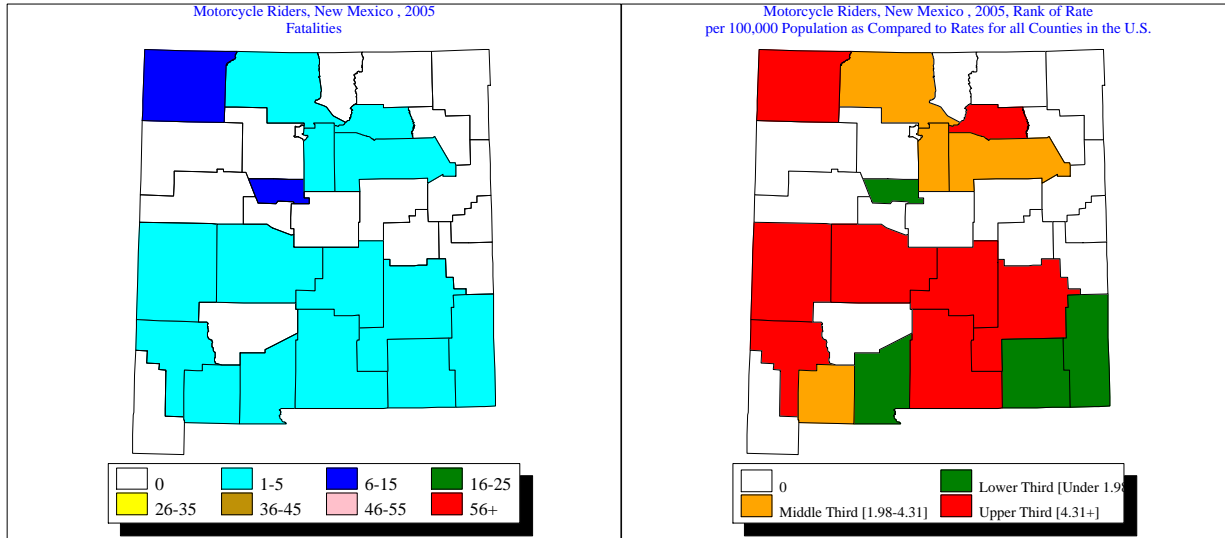 Motorcycle Riders, New Mexico , 2005
Fatalities
0
1-5
6-15
16-25
26-35
36-45
46-55
56+
Motorcycle Riders, New Mexico , 2005, Rank of Rate
per 100,000 Population as Compared to Rates for all Counties in the U.S.
0
Lower Third [Under 1.98
Middle Third [1.98-4.31]
Upper Third [4.31+]